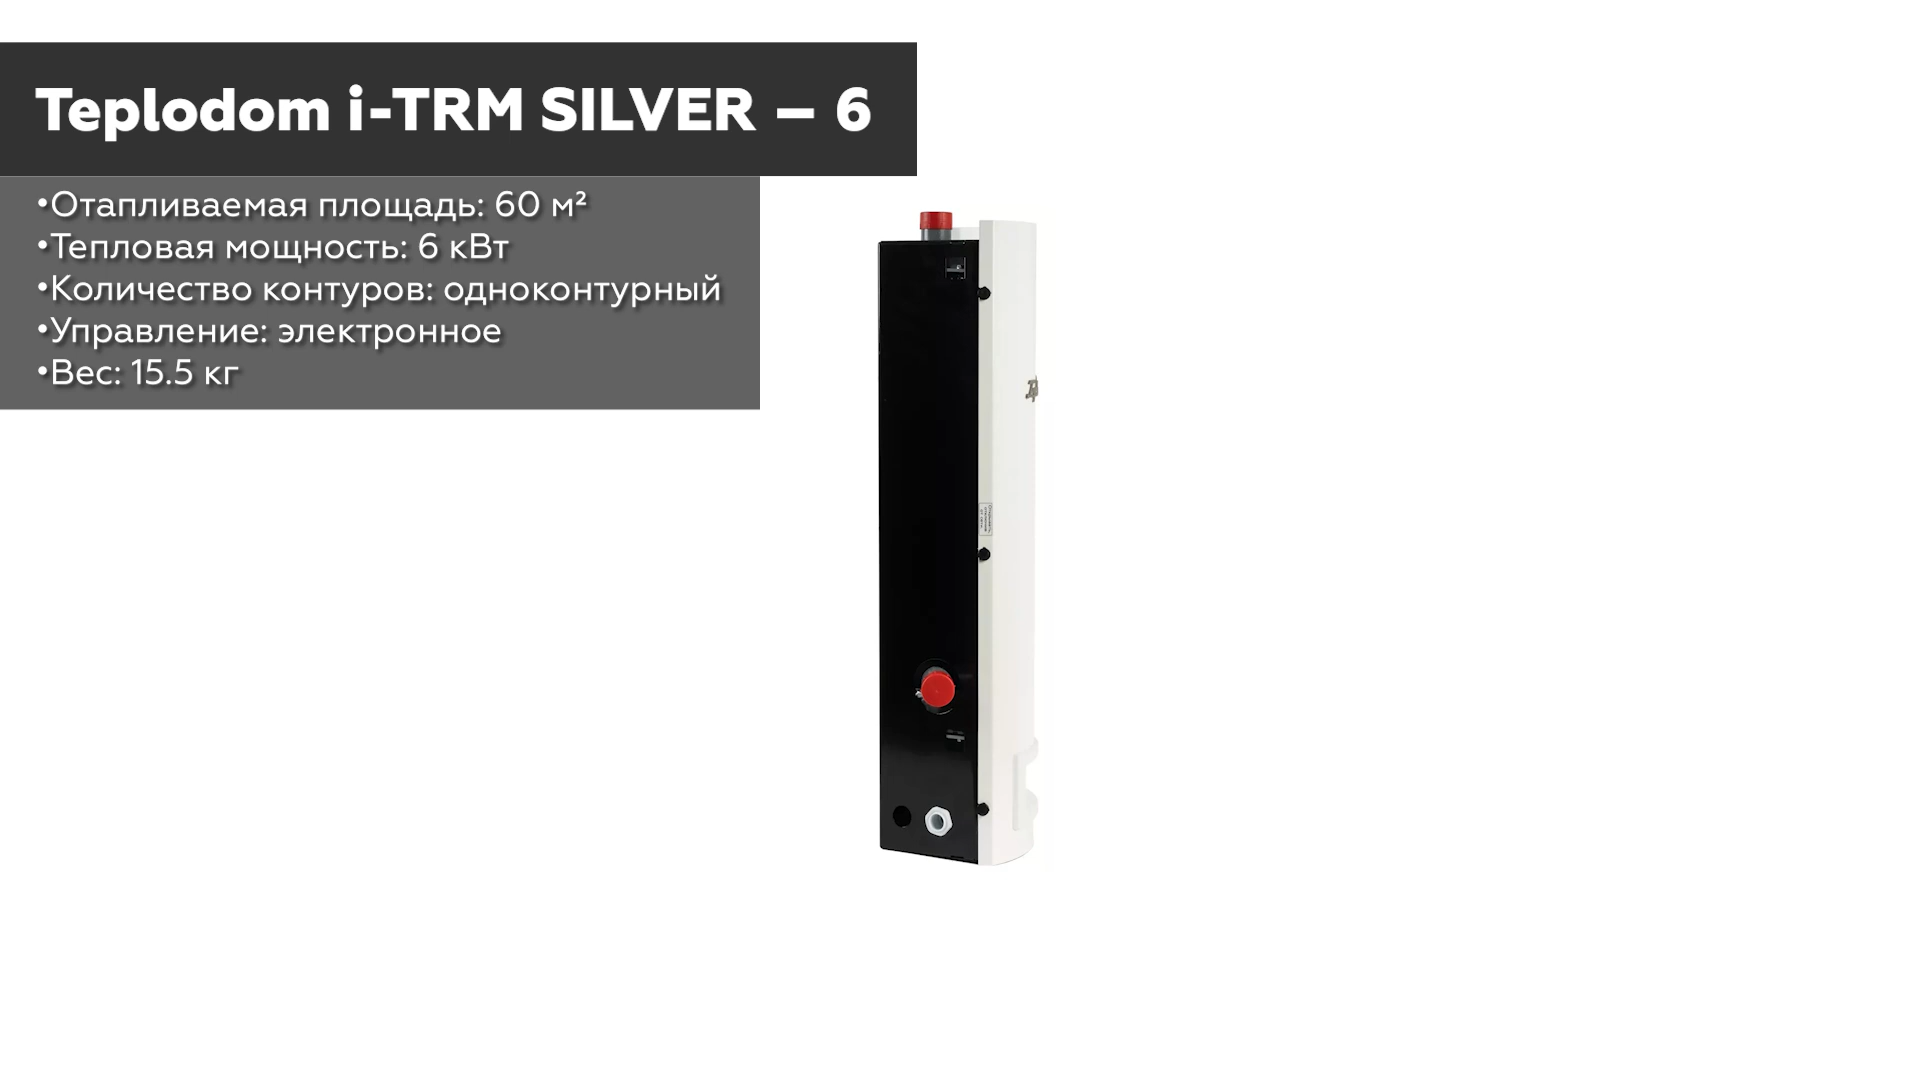 Teplodom i-TRM SILVER – 6
•Отапливаемая площадь: 60 м²
•Тепловая мощность: 6 кВт
•Количество контуров: одноконтурный
•Управление: электронное
•Вес: 15.5 кг